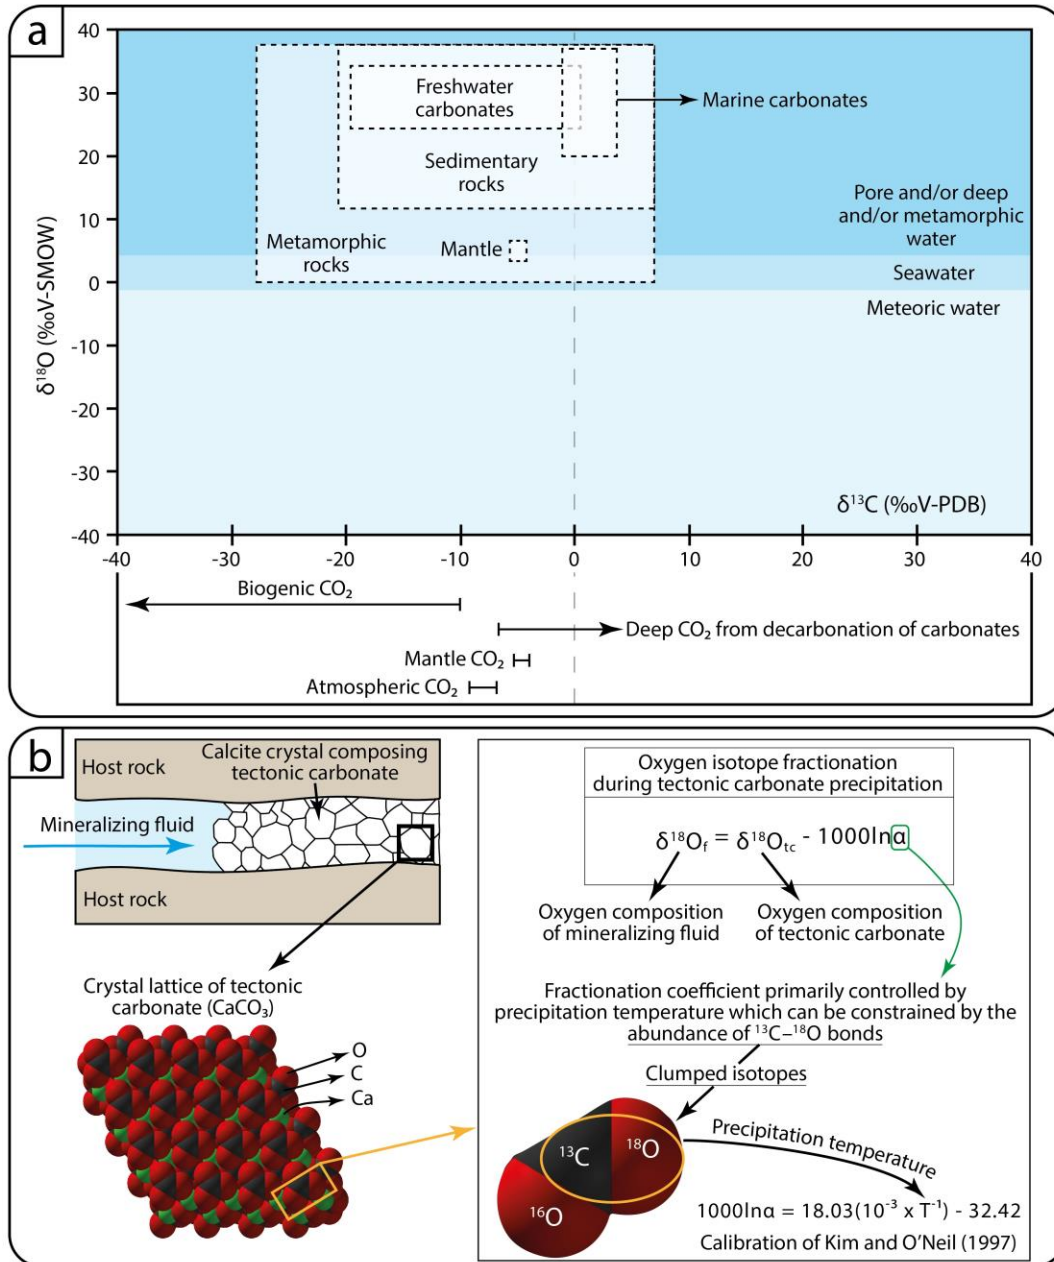 a
40
30
20
10
0
-10
-20
-30
-40
δ¹⁸O (‰V-SMOW)
Freshwater
carbonates
Marine carbonates
Sedimentary
rocks
Metamorphic
rocks
Mantle
Pore and/or deep
and/or metamorphic
water
Seawater
Meteoric water
δ¹³C (‰V-PDB)
-40 -30 -20 -10 0 10 20 30 40
Biogenic CO₂
Deep CO₂ from decarbonation of carbonates
Mantle CO₂
Atmospheric CO₂
b
Host rock
Calcite crystal composing
tectonic carbonate
Mineralizing fluid
Host rock
Crystal lattice of tectonic
carbonate (CaCO₃)
O
C
Ca
Oxygen isotope fractionation
during tectonic carbonate precipitation
δ¹⁸Of = δ¹⁸Otc - 1000lnα
Oxygen composition
of mineralizing fluid
Oxygen composition
of tectonic carbonate
Fractionation coefficient primarily controlled by
precipitation temperature which can be constrained by the
abundance of ¹³C–¹⁸O bonds
Clumped isotopes
¹³C
¹⁸O
¹⁶O
Precipitation temperature
1000lnα = 18.03(10⁻³ x T⁻¹) - 32.42
Calibration of Kim and O’Neil (1997)